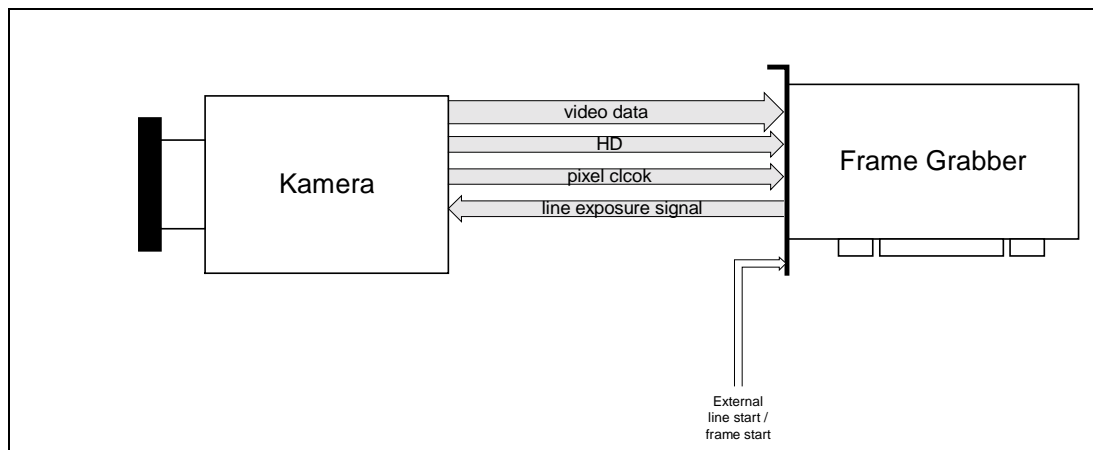 video data
HD
Kamera
Frame Grabber
pixel clcok
line exposure signal
External
line start /
frame start